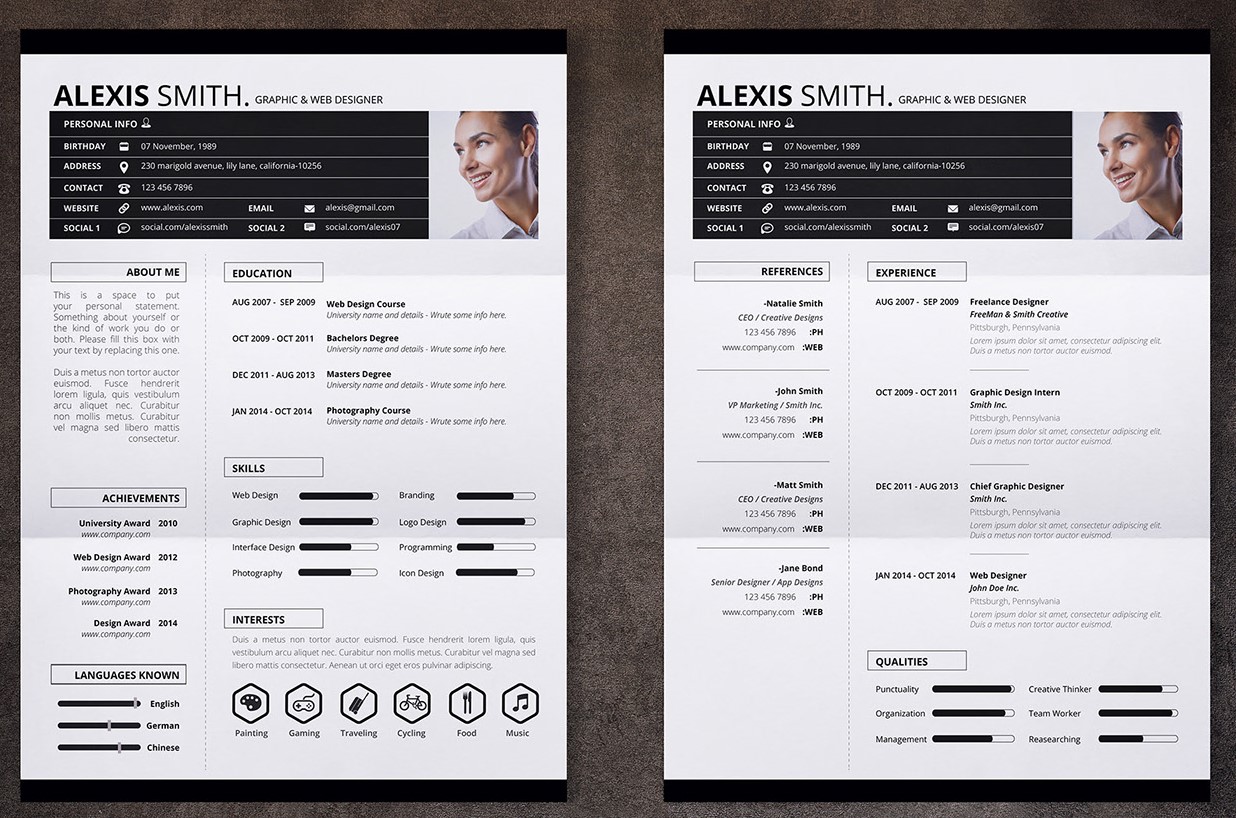 ALEXIS SMITH. GRAPHIC & WEB DESIGNER
PERSONAL INFO
BIRTHDAY 07 November, 1989
ADDRESS 230 marigold avenue, lily lane, california-10256
CONTACT 123 456 7896
WEBSITE www.alexis.com EMAIL alexis@gmail.com
SOCIAL 1 social.com/alexissmith SOCIAL 2 social.com/alexis07
ABOUT ME
This is a space to put
your personal statement.
Something about yourself or
the kind of work you do or
both. Please fill this box with
your text by replacing this one.
Duis a metus non tortor auctor
euismod. Fusce hendrerit
lorem ligula, quis vestibulum
arcu aliquet nec. Curabitur
non mollis metus. Curabitur
vel magna sed libero mattis
consectetur.
ACHIEVEMENTS
University Award 2010
www.company.com
Web Design Award 2012
www.company.com
Photography Award 2013
www.company.com
Design Award 2014
www.company.com
LANGUAGES KNOWN
English
German
Chinese
EDUCATION
AUG 2007 - SEP 2009 Web Design Course
University name and details - Wrute some info here.
OCT 2009 - OCT 2011 Bachelors Degree
University name and details - Wrute some info here.
DEC 2011 - AUG 2013 Masters Degree
University name and details - Wrute some info here.
JAN 2014 - OCT 2014 Photography Course
University name and details - Wrute some info here.
SKILLS
Web Design Branding
Graphic Design Logo Design
Interface Design Programming
Photography Icon Design
INTERESTS
Duis a metus non tortor auctor euismod. Fusce hendrerit lorem ligula, quis
vestibulum arcu aliquet nec. Curabitur non mollis metus. Curabitur vel magna sed
libero mattis consectetur. Aenean ut orci eget eros pulvinar adipiscing.
Painting Gaming Traveling Cycling Food Music
ALEXIS SMITH. GRAPHIC & WEB DESIGNER
PERSONAL INFO
BIRTHDAY 07 November, 1989
ADDRESS 230 marigold avenue, lily lane, california-10256
CONTACT 123 456 7896
WEBSITE www.alexis.com EMAIL alexis@gmail.com
SOCIAL 1 social.com/alexissmith SOCIAL 2 social.com/alexis07
REFERENCES
-Natalie Smith
CEO / Creative Designs
123 456 7896 :PH
www.company.com :WEB
-John Smith
VP Marketing / Smith Inc.
123 456 7896 :PH
www.company.com :WEB
-Matt Smith
CEO / Creative Designs
123 456 7896 :PH
www.company.com :WEB
-Jane Bond
Senior Designer / App Designs
123 456 7896 :PH
www.company.com :WEB
EXPERIENCE
AUG 2007 - SEP 2009 Freelance Designer
FreeMan & Smith Creative
Pittsburgh, Pennsylvania
Lorem ipsum dolor sit amet, consectetur adipiscing elit.
Duis a metus non tortor auctor euismod.
OCT 2009 - OCT 2011 Graphic Design Intern
Smith Inc.
Pittsburgh, Pennsylvania
Lorem ipsum dolor sit amet, consectetur adipiscing elit.
Duis a metus non tortor auctor euismod.
DEC 2011 - AUG 2013 Chief Graphic Designer
Smith Inc.
Pittsburgh, Pennsylvania
Lorem ipsum dolor sit amet, consectetur adipiscing elit.
Duis a metus non tortor auctor euismod.
JAN 2014 - OCT 2014 Web Designer
John Doe Inc.
Pittsburgh, Pennsylvania
Lorem ipsum dolor sit amet, consectetur adipiscing elit.
Duis a metus non tortor auctor euismod.
QUALITIES
Punctuality Creative Thinker
Organization Team Worker
Management Reasearching